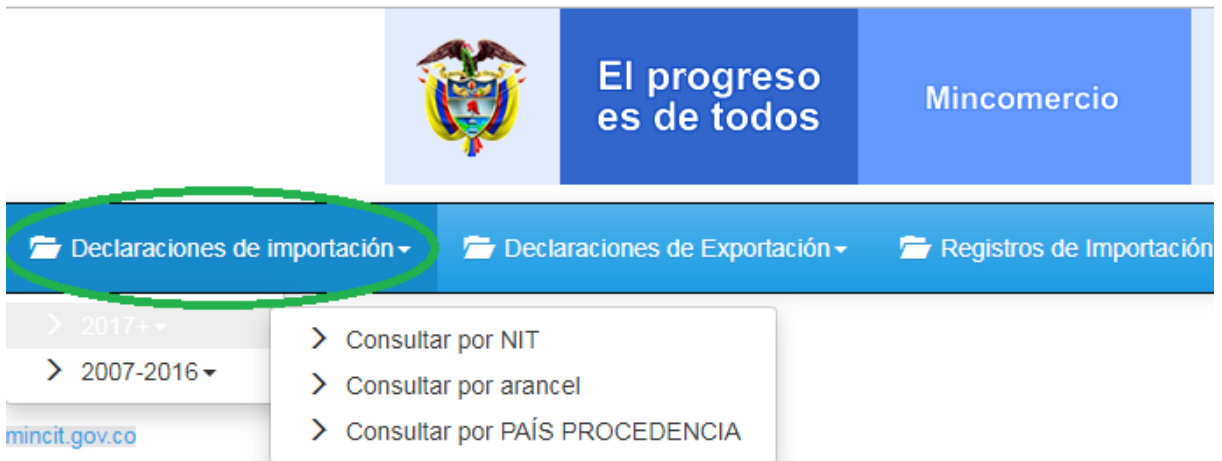 El progreso
es de todos
Mincomercio
Declaraciones de importación
Declaraciones de Exportación
Registros de Importación
2017+
2007-2016
Consultar por NIT
Consultar por arancel
Consultar por PAÍS PROCEDENCIA
mincit.gov.co